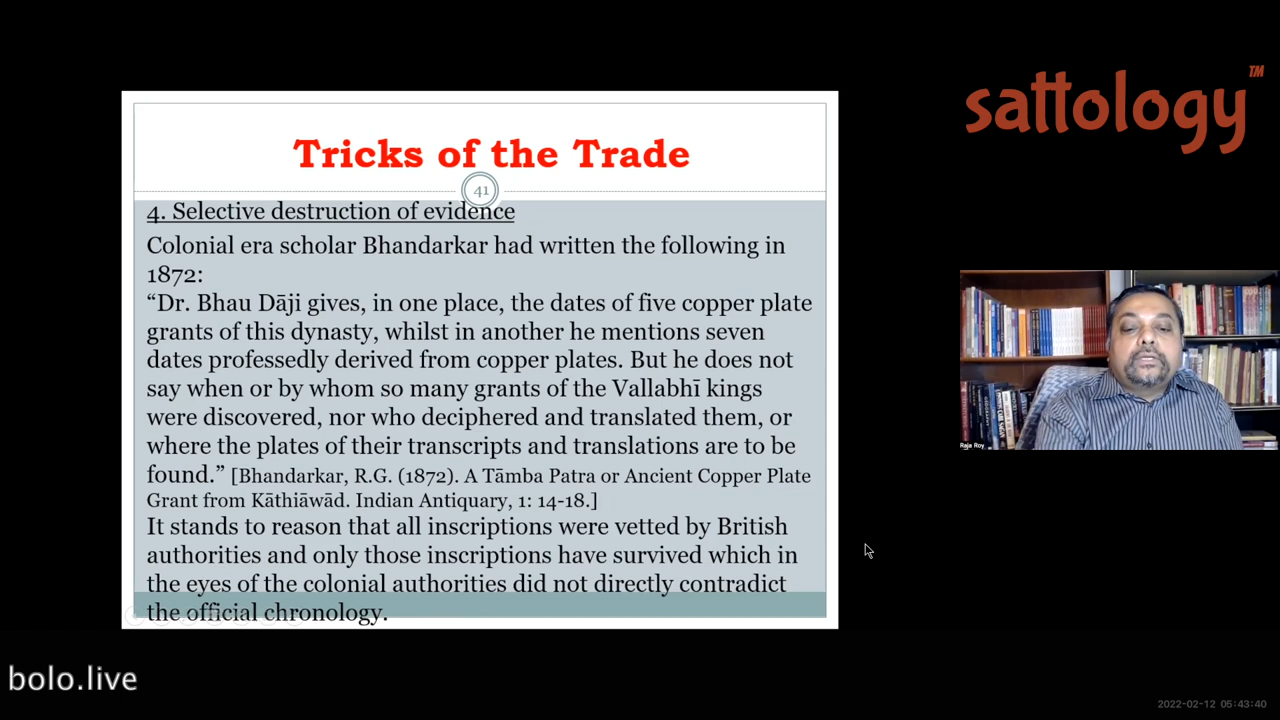 sattology™
Tricks of the Trade
41
4. Selective destruction of evidence
Colonial era scholar Bhandarkar had written the following in
1872:
“Dr. Bhau Dāji gives, in one place, the dates of five copper plate
grants of this dynasty, whilst in another he mentions seven
dates professedly derived from copper plates. But he does not
say when or by whom so many grants of the Vallabhī kings
were discovered, nor who deciphered and translated them, or
where the plates of their transcripts and translations are to be
found.” [Bhandarkar, R.G. (1872). A Tāmba Patra or Ancient Copper Plate
Grant from Kāthiāwād. Indian Antiquary, 1: 14-18.]
It stands to reason that all inscriptions were vetted by British
authorities and only those inscriptions have survived which in
the eyes of the colonial authorities did not directly contradict
the official chronology.
Raja Roy
bolo.live
2022-02-12 05:43:40